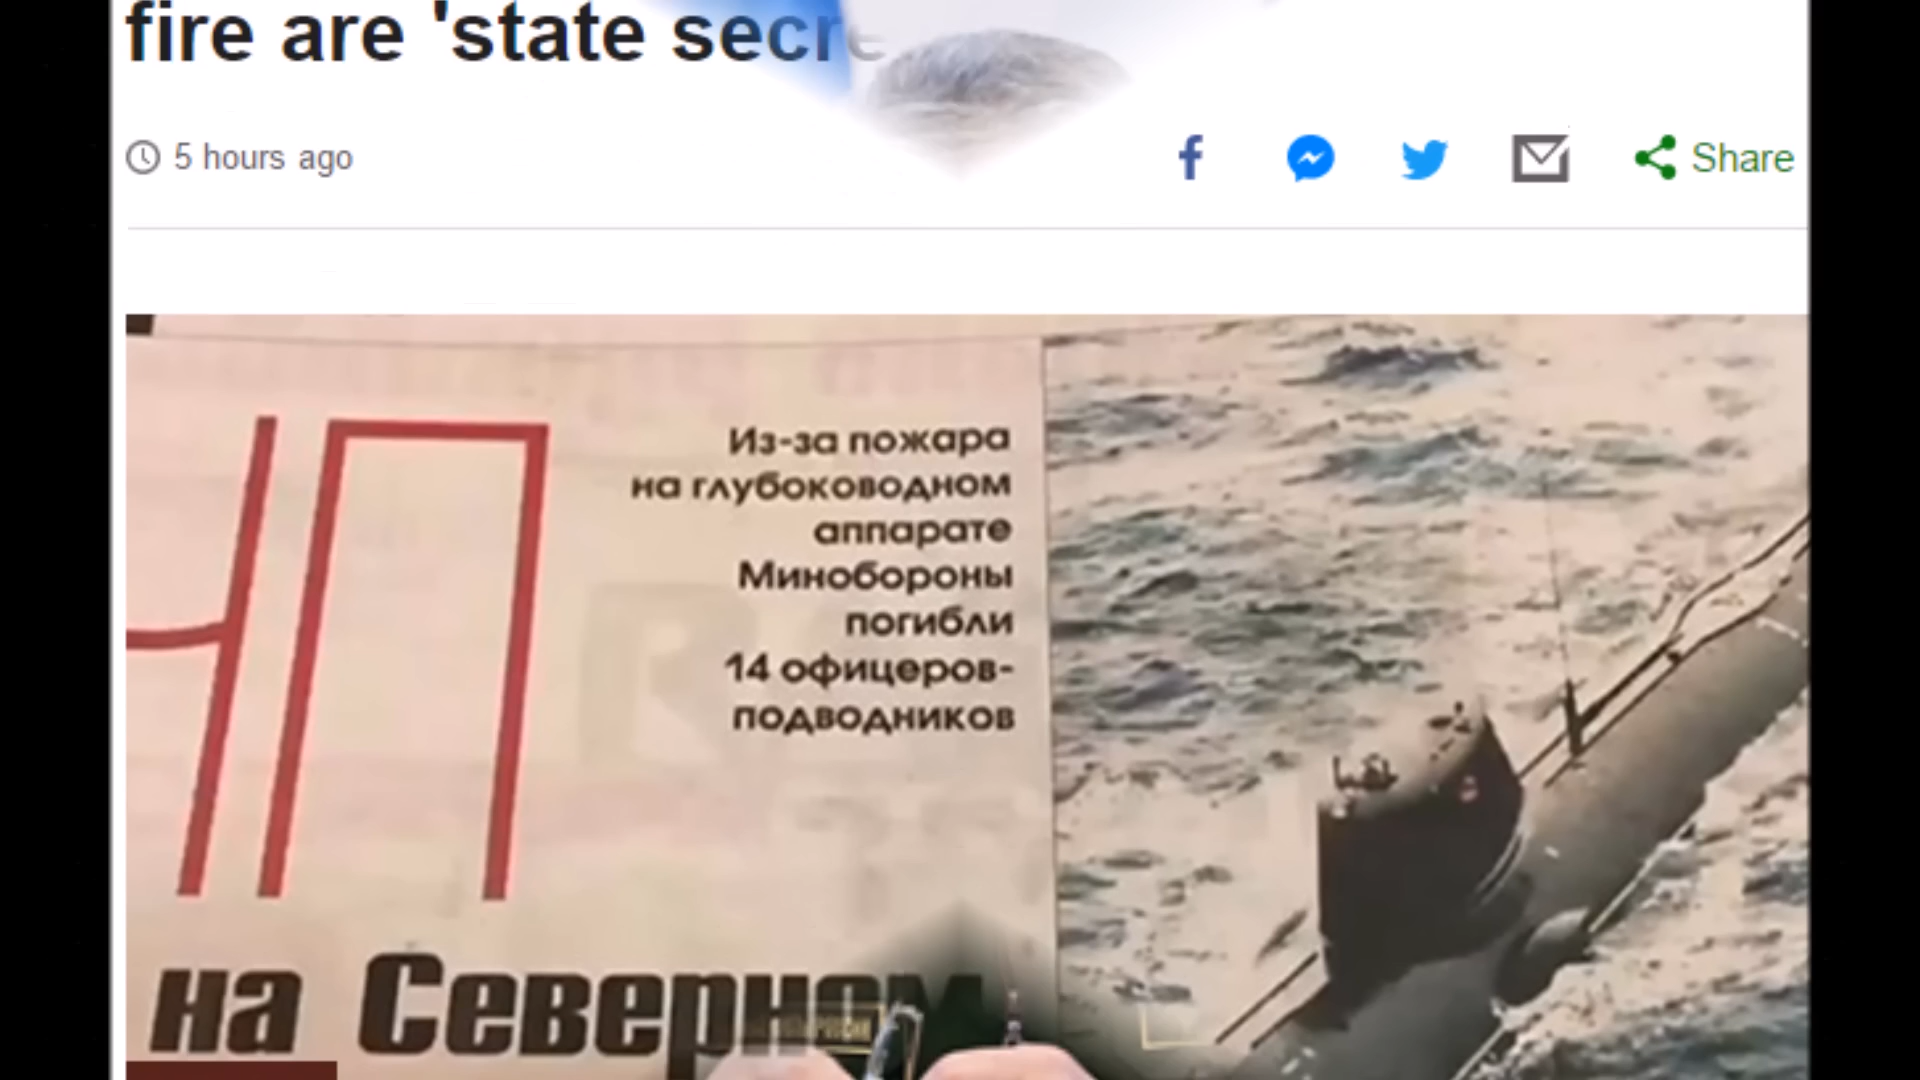 fire are 'state secre
5 hours ago
Share
ЧП
Из-за пожара
на глубоководном
аппарате
Минобороны
погибли
14 офицеров-
подводников
на Северном